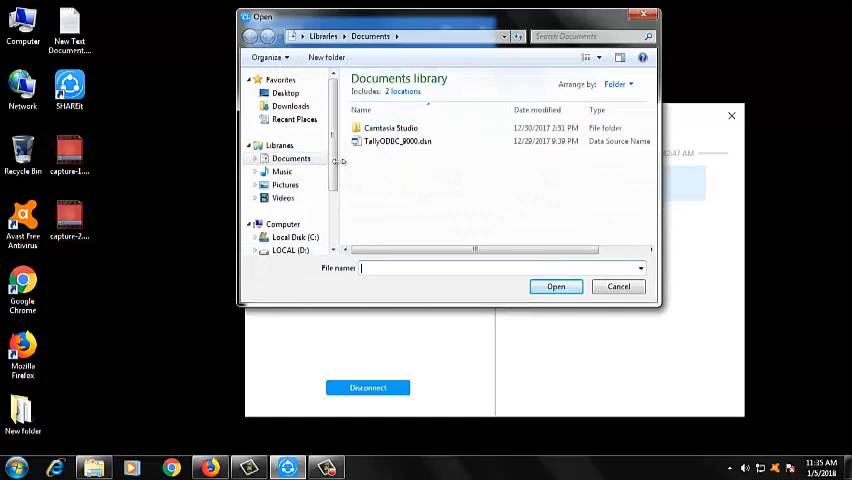 Open
Libraries
Documents
Search Documents
Organize
New folder
Favorites
Desktop
Downloads
Recent Places
Libraries
Documents
Music
Pictures
Videos
Computer
Local Disk (C:)
LOCAL (D:)
Documents library
Includes: 2 locations
Arrange by: Folder
Name Date modified Type
Camtasia Studio 12/30/2017 2:51 PM File folder
TallyODBC_9000.dsn 12/29/2017 9:39 PM Data Source Name
File name:
Open Cancel
:42:47 AM
Disconnect
Computer
New Text
Document....
Network
SHAREit
Recycle Bin
capture-1....
Avast Free
Antivirus
capture-2....
Google
Chrome
Mozilla
Firefox
New folder
11:35 AM
1/5/2018